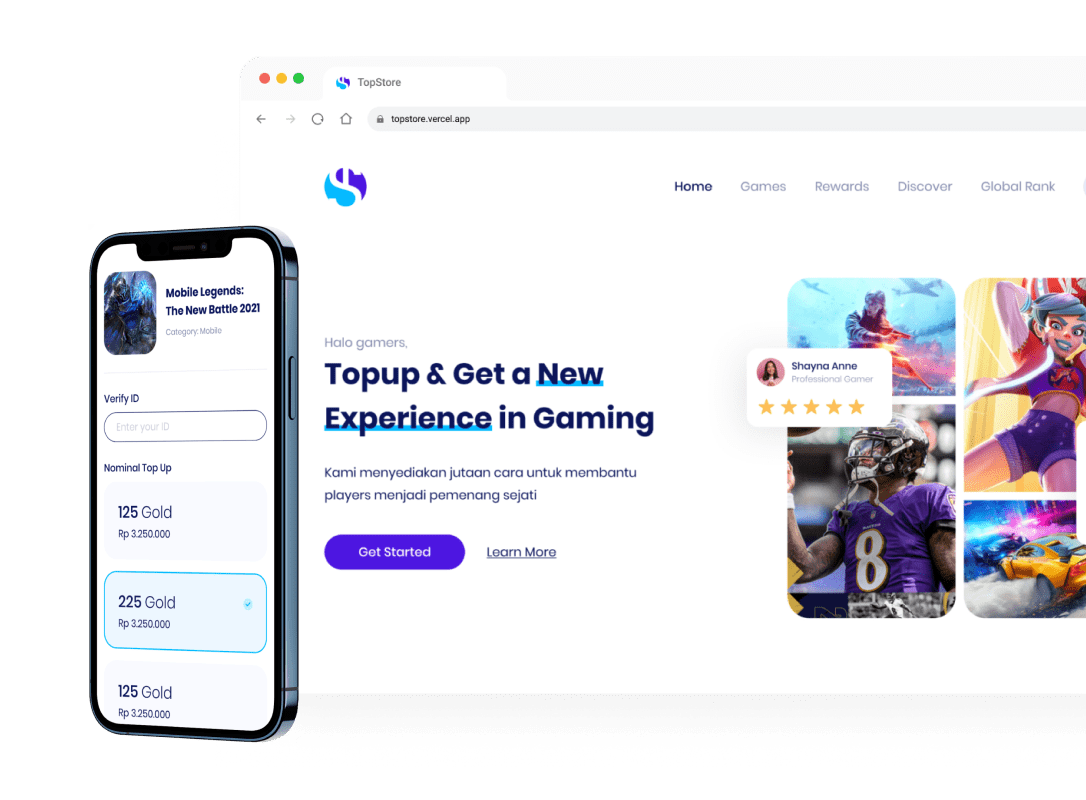 TopStore
topstore.vercel.app
Home Games Rewards Discover Global Rank
Halo gamers,
Topup & Get a New
Experience in Gaming
Kami menyediakan jutaan cara untuk membantu
players menjadi pemenang sejati
Get Started Learn More
Shayna Anne
Professional Gamer
RAVENS
8
Mobile Legends:
The New Battle 2021
Category: Mobile
Verify ID
Enter your ID
Nominal Top Up
125 Gold
Rp 3.250.000
225 Gold
Rp 3.250.000
125 Gold
Rp 3.250.000